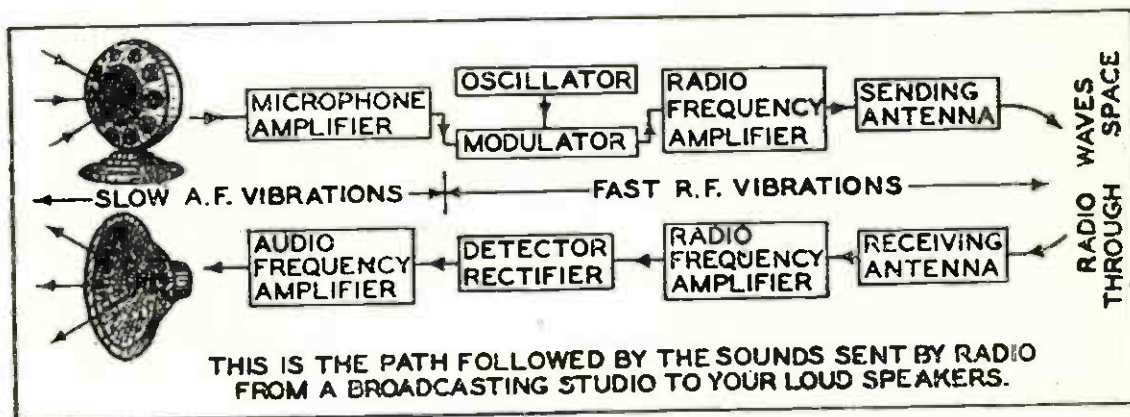 MICROPHONE
AMPLIFIER
OSCILLATOR
MODULATOR
RADIO
FREQUENCY
AMPLIFIER
SENDING
ANTENNA
RADIO WAVES
THROUGH SPACE
SLOW A.F. VIBRATIONS
FAST R.F. VIBRATIONS
AUDIO
FREQUENCY
AMPLIFIER
DETECTOR
RECTIFIER
RADIO
FREQUENCY
AMPLIFIER
RECEIVING
ANTENNA
THIS IS THE PATH FOLLOWED BY THE SOUNDS SENT BY RADIO
FROM A BROADCASTING STUDIO TO YOUR LOUD SPEAKERS.